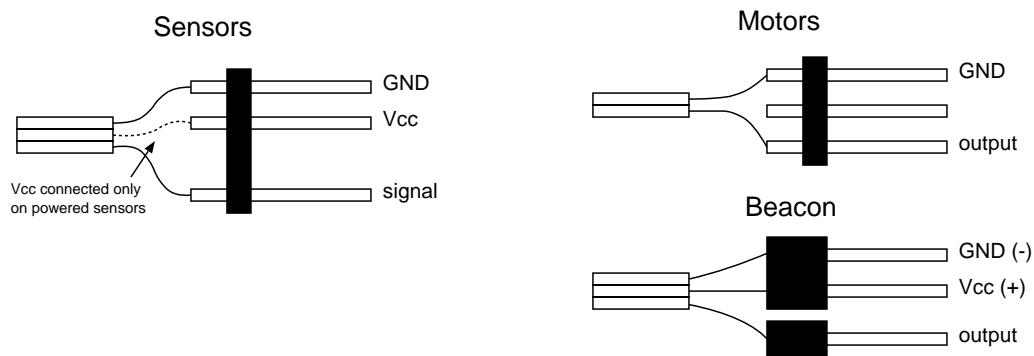 Sensors
GND
Vcc
signal
Vcc connected only
on powered sensors
Motors
GND
output
Beacon
GND (-)
Vcc (+)
output